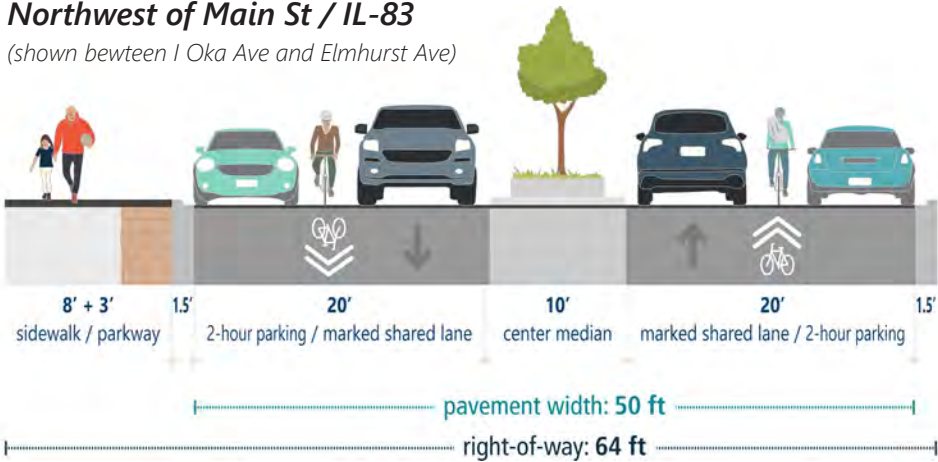 Northwest of Main St / IL-83
(shown bewteen I Oka Ave and Elmhurst Ave)
8' + 3'
sidewalk / parkway
1.5'
20'
2-hour parking / marked shared lane
10'
center median
20'
marked shared lane / 2-hour parking
1.5'
pavement width: 50 ft
right-of-way: 64 ft